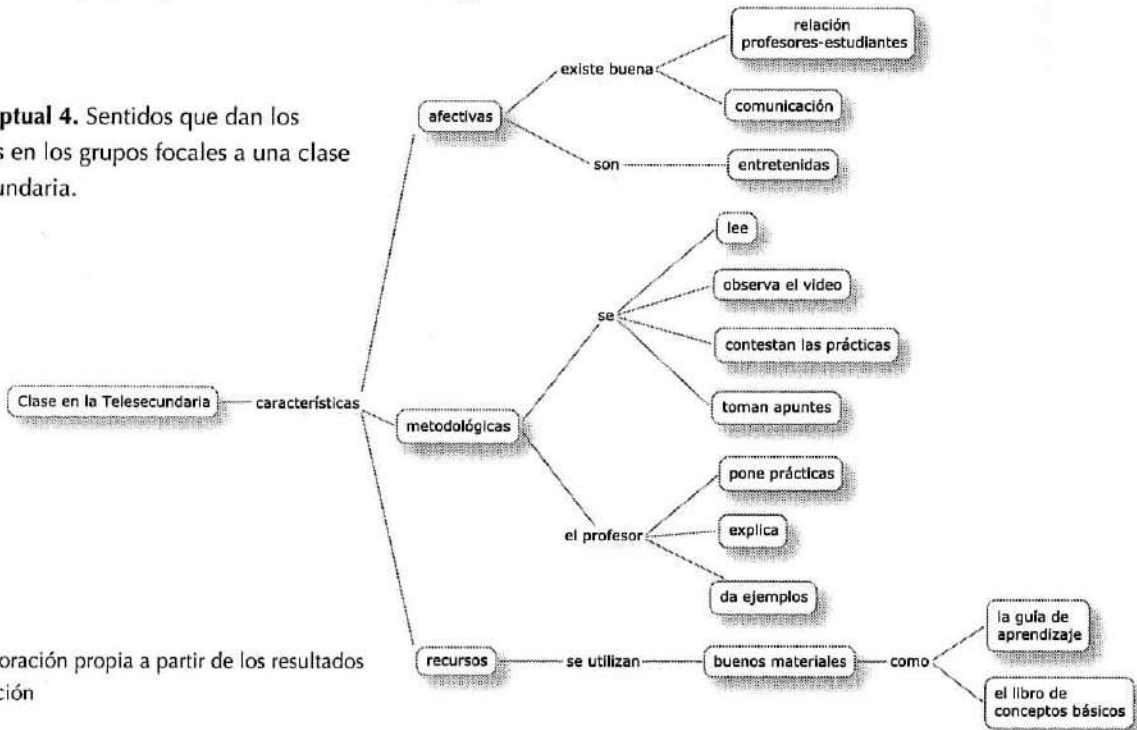 ptual 4. Sentidos que dan los
s en los grupos focales a una clase
undaria.
Clase en la Telesecundaria
características
afectivas
existe buena
relación
profesores-estudiantes
comunicación
son
entretenidas
metodológicas
se
lee
observa el video
contestan las prácticas
toman apuntes
el profesor
pone prácticas
explica
da ejemplos
recursos
se utilizan
buenos materiales
como
la guía de
aprendizaje
el libro de
conceptos básicos
oración propia a partir de los resultados
ción